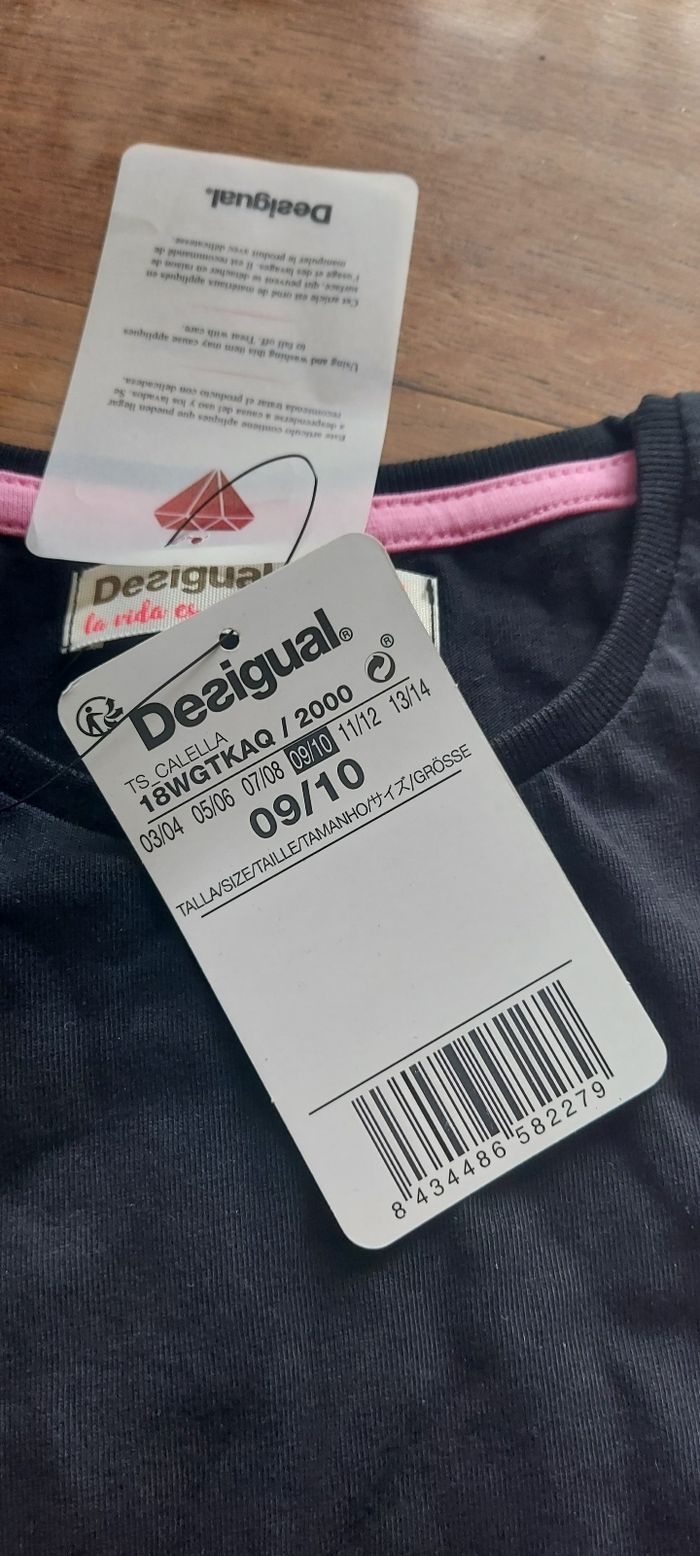 Desigual.
Cet article est orné de matériaux appliqués en
surface, qui peuvent se détacher en raison de
l'usage et des lavages. Il est recommandé de
manipuler le produit avec délicatesse.
Using and washing this item may cause appliques
to fall off. Treat with care.
Este artículo contiene apliques que pueden llegar
a desprenderse a causa del uso y los lavados. Se
recomienda tratar el producto con delicadeza.
Desigual
la vida es
Desigual.®
®
TS_CALELLA
18WGTKAQ / 2000
03/04 05/06 07/08 09/10 11/12 13/14
09/10
TALLA/SIZE/TAILLE/TAMANHO/サイズ/GRÖSSE
8 434486 582279